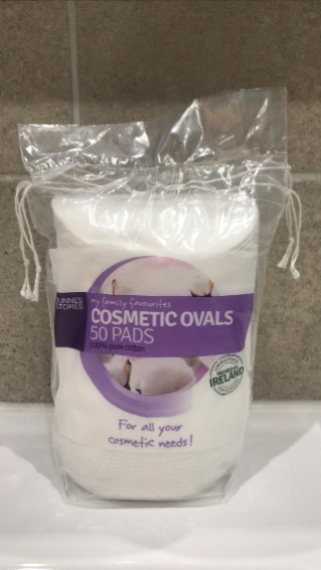 DUNNES
STORES
my family favourites
COSMETIC OVALS
50 PADS
100% pure cotton
IRELAND
For all your
cosmetic needs!